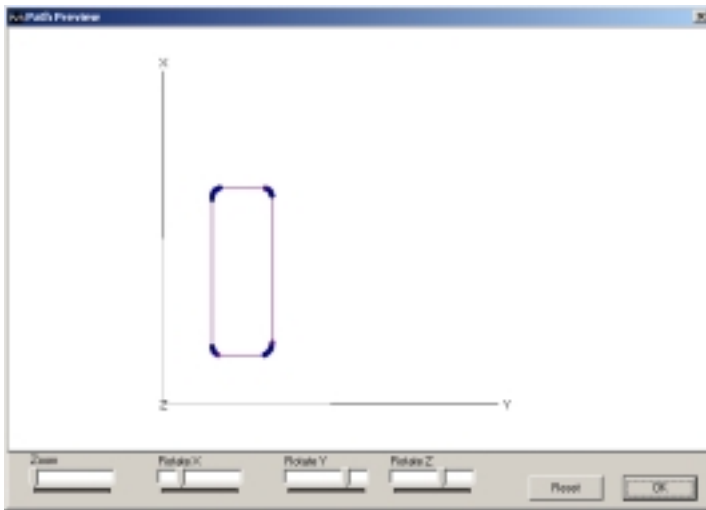 Path Preview
X
Z
Y
Zoom
Rotate X
Rotate Y
Rotate Z
Reset
OK